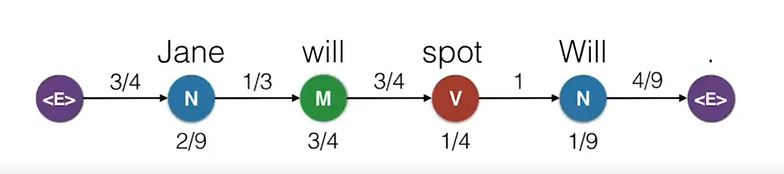 Jane will spot Will .
3/4 1/3 3/4 1 4/9
<E> N M V N <E>
2/9 3/4 1/4 1/9